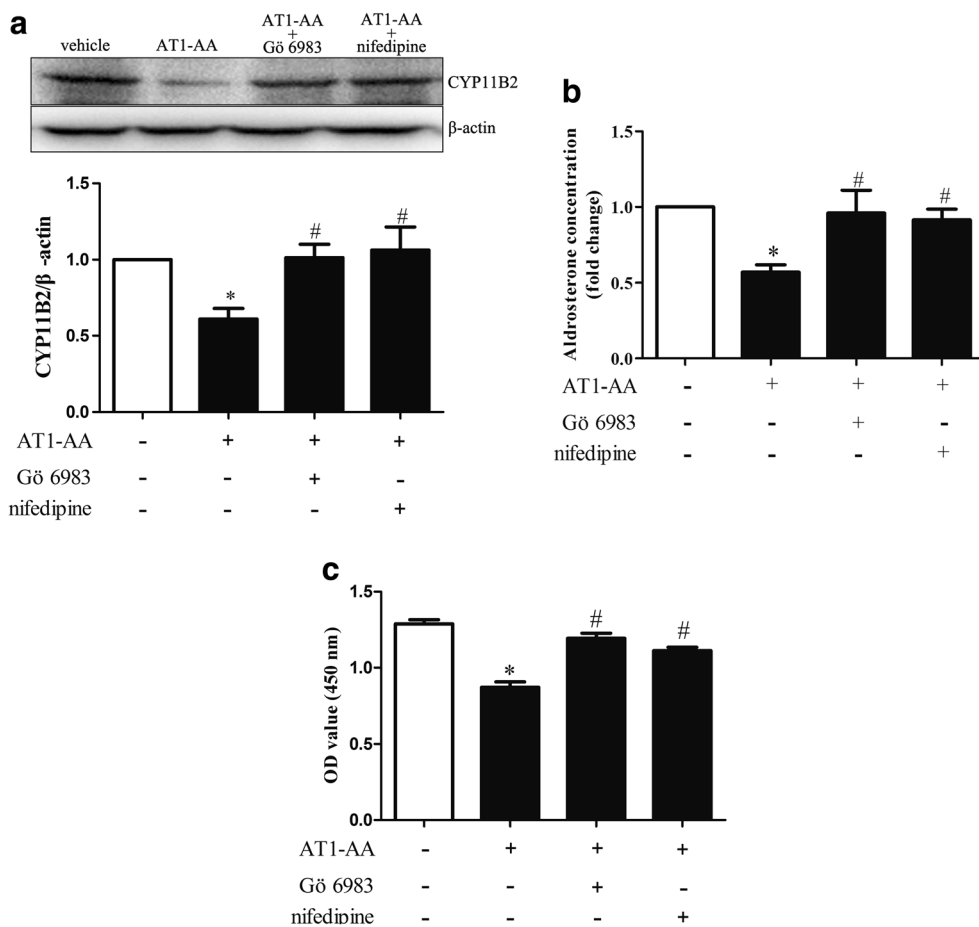 a
vehicle
AT1-AA
AT1-AA
+
Gö 6983
AT1-AA
+
nifedipine
CYP11B2
β-actin
CYP11B2/β -actin
1.5
1.0
0.5
0.0
* # #
AT1-AA - + + +
Gö 6983 - - + -
nifedipine - - - +
b
Aldrosterone concentration
(fold change)
1.5
1.0
0.5
0.0
* # #
AT1-AA - + + +
Gö 6983 - - + -
nifedipine - - - +
c
OD value (450 nm)
1.5
1.0
0.5
0.0
* # #
AT1-AA - + + +
Gö 6983 - - + -
nifedipine - - - +